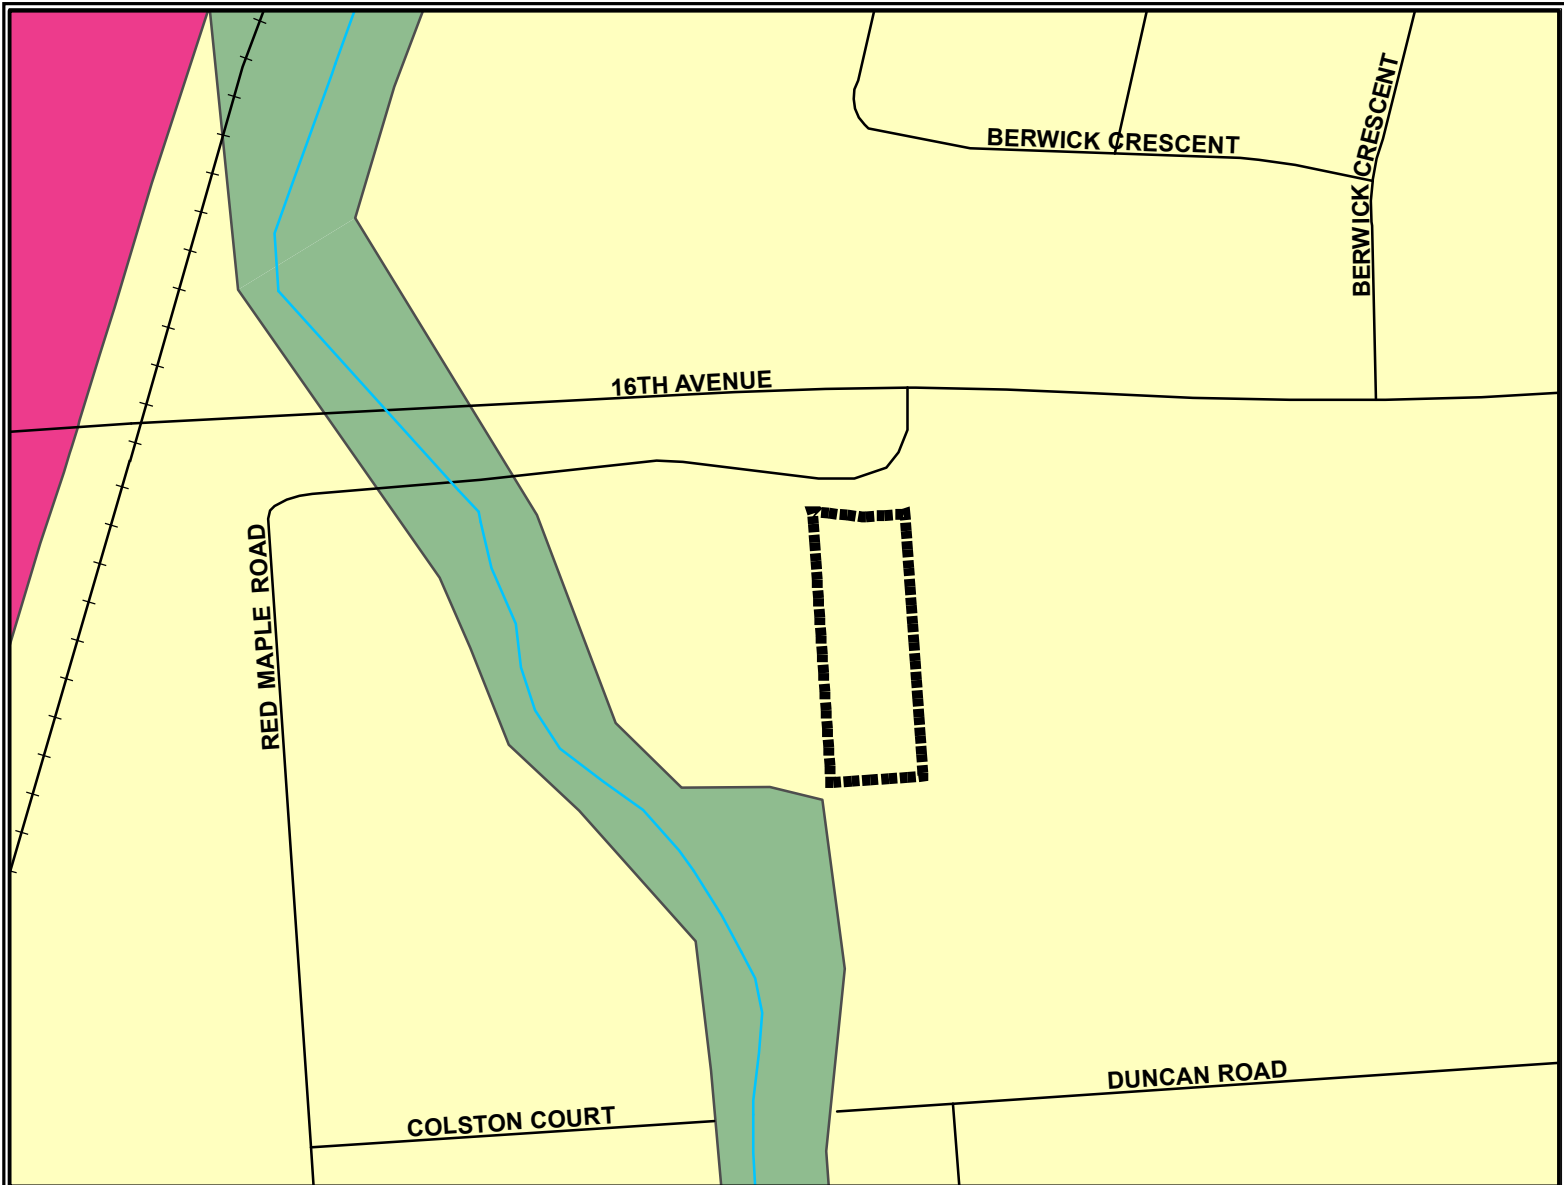 BERWICK CRESCENT
BERWICK CRESCENT
16TH AVENUE
RED MAPLE ROAD
DUNCAN ROAD
COLSTON COURT